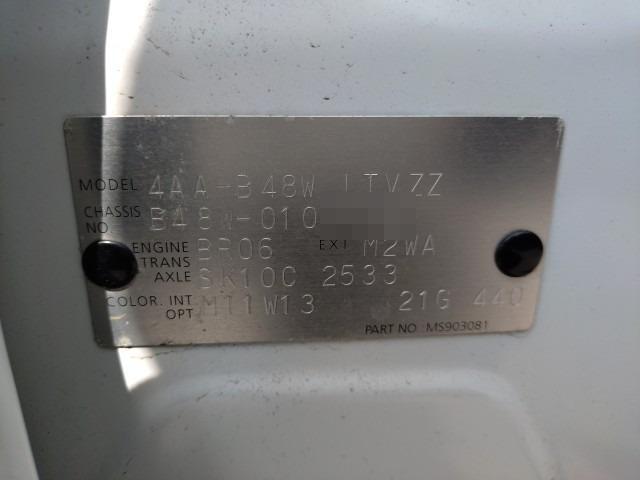 MODEL 4AA-B48W LTVZZ
CHASSIS NO B48W-010
ENGINE BR06 EXT M2WA
TRANS AXLE SK10C 2533
COLOR. INT OPT M11W13 21G 440
PART NO : MS903081